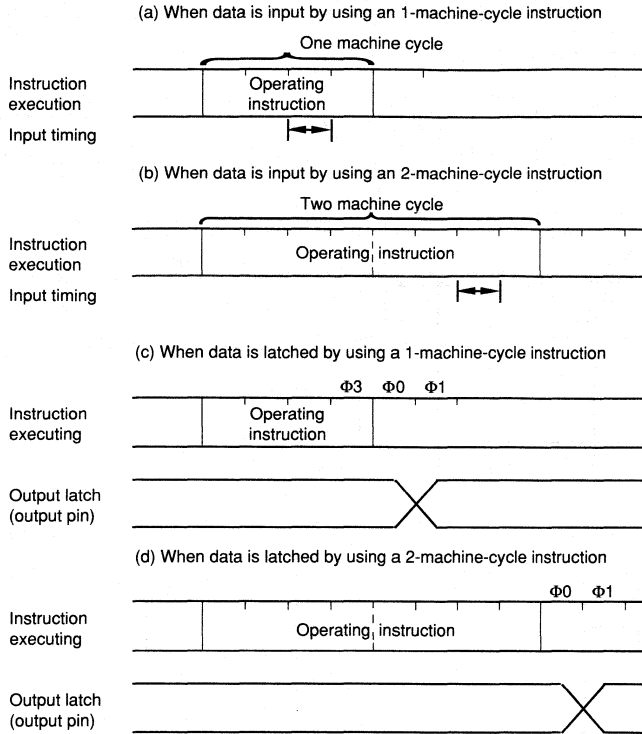 (a) When data is input by using an 1-machine-cycle instruction
One machine cycle
Instruction
execution
Operating
instruction
Input timing
(b) When data is input by using an 2-machine-cycle instruction
Two machine cycle
Instruction
execution
Operating instruction
Input timing
(c) When data is latched by using a 1-machine-cycle instruction
Φ3 Φ0 Φ1
Instruction
executing
Operating
instruction
Output latch
(output pin)
(d) When data is latched by using a 2-machine-cycle instruction
Φ0 Φ1
Instruction
executing
Operating instruction
Output latch
(output pin)